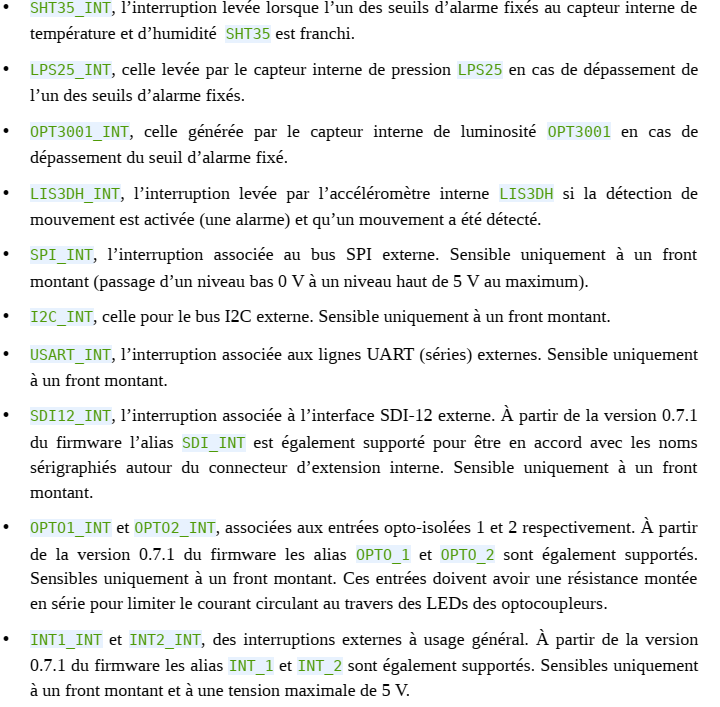 • SHT35_INT, l’interruption levée lorsque l’un des seuils d’alarme fixés au capteur interne de
température et d’humidité SHT35 est franchi.
• LPS25_INT, celle levée par le capteur interne de pression LPS25 en cas de dépassement de
l’un des seuils d’alarme fixés.
• OPT3001_INT, celle générée par le capteur interne de luminosité OPT3001 en cas de
dépassement du seuil d’alarme fixé.
• LIS3DH_INT, l’interruption levée par l’accéléromètre interne LIS3DH si la détection de
mouvement est activée (une alarme) et qu’un mouvement a été détecté.
• SPI_INT, l’interruption associée au bus SPI externe. Sensible uniquement à un front
montant (passage d’un niveau bas 0 V à un niveau haut de 5 V au maximum).
• I2C_INT, celle pour le bus I2C externe. Sensible uniquement à un front montant.
• USART_INT, l’interruption associée aux lignes UART (séries) externes. Sensible uniquement
à un front montant.
• SDI12_INT, l’interruption associée à l’interface SDI-12 externe. À partir de la version 0.7.1
du firmware l’alias SDI_INT est également supporté pour être en accord avec les noms
sérigraphiés autour du connecteur d’extension interne. Sensible uniquement à un front
montant.
• OPTO1_INT et OPTO2_INT, associées aux entrées opto-isolées 1 et 2 respectivement. À partir
de la version 0.7.1 du firmware les alias OPTO_1 et OPTO_2 sont également supportés.
Sensibles uniquement à un front montant. Ces entrées doivent avoir une résistance montée
en série pour limiter le courant circulant au travers des LEDs des optocoupleurs.
• INT1_INT et INT2_INT, des interruptions externes à usage général. À partir de la version
0.7.1 du firmware les alias INT_1 et INT_2 sont également supportés. Sensibles uniquement
à un front montant et à une tension maximale de 5 V.